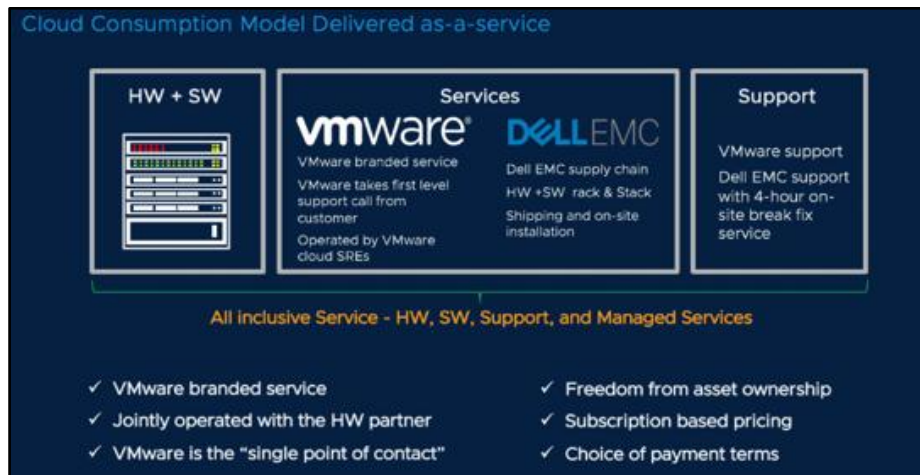 Cloud Consumption Model Delivered as-a-service
HW + SW
Services
vmware®
VMware branded service
VMware takes first level
support call from
customer
Operated by VMware
cloud SREs
DELLEMC
Dell EMC supply chain
HW +SW rack & Stack
Shipping and on-site
installation
Support
VMware support
Dell EMC support
with 4-hour on-
site break fix
service
All inclusive Service - HW, SW, Support, and Managed Services
✓ VMware branded service
✓ Jointly operated with the HW partner
✓ VMware is the “single point of contact”
✓ Freedom from asset ownership
✓ Subscription based pricing
✓ Choice of payment terms